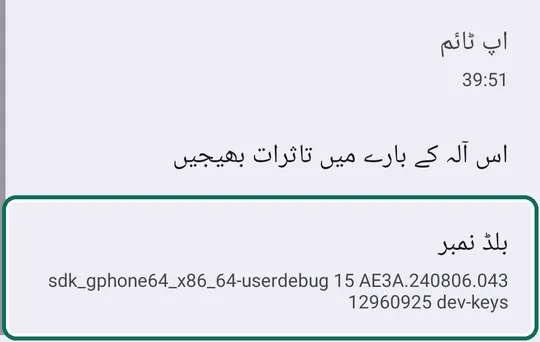 اپ ٹائم
39:51
اس آلہ کے بارے میں تاثرات بھیجیں
بلڈ نمبر
sdk_gphone64_x86_64-userdebug 15 AE3A.240806.043
12960925 dev-keys